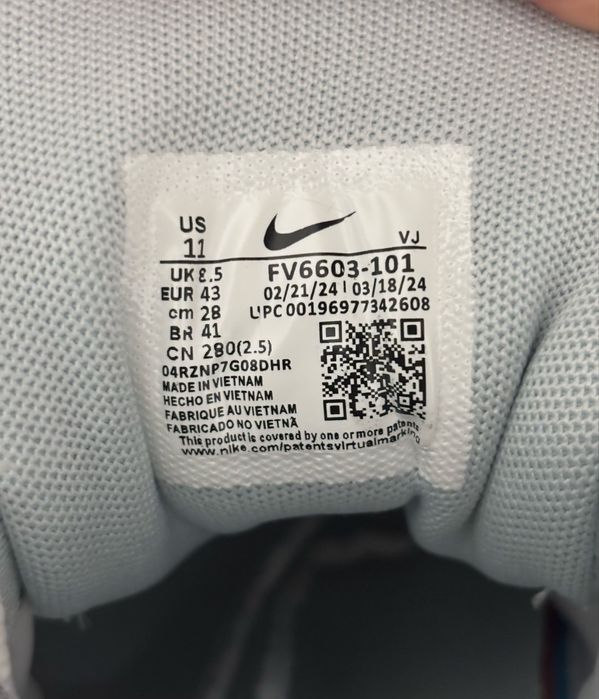 US
11
VJ
UK 8.5
FV6603-101
EUR 43
02/21/24 | 03/18/24
cm 28
UPC 00196977342608
BR 41
CN 280(2.5)
04RZNP7G08DHR
MADE IN VIETNAM
HECHO EN VIETNAM
FABRIQUE AU VIETNAM
FABRICADO NO VIETNÃ
This product is covered by one or more patents
www.nike.com/patentsvirtualmarking